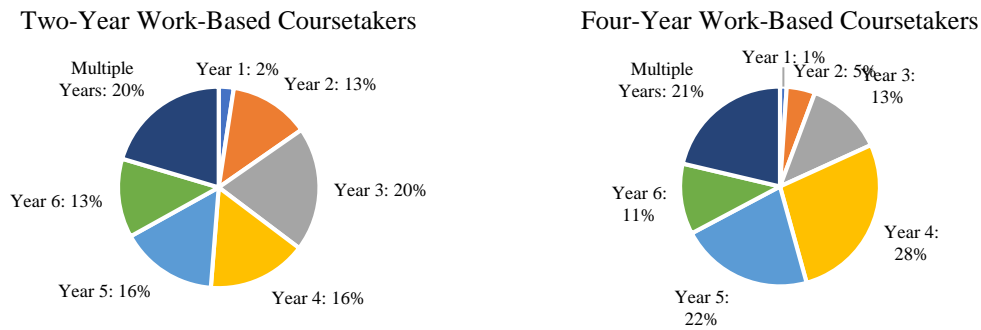 Two-Year Work-Based Coursetakers
Multiple
Years: 20%
Year 1: 2%
Year 2: 13%
Year 3: 20%
Year 4: 16%
Year 5: 16%
Year 6: 13%
Four-Year Work-Based Coursetakers
Multiple
Years: 21%
Year 1: 1%
Year 2: 5%
Year 3:
13%
Year 4:
28%
Year 5:
22%
Year 6:
11%